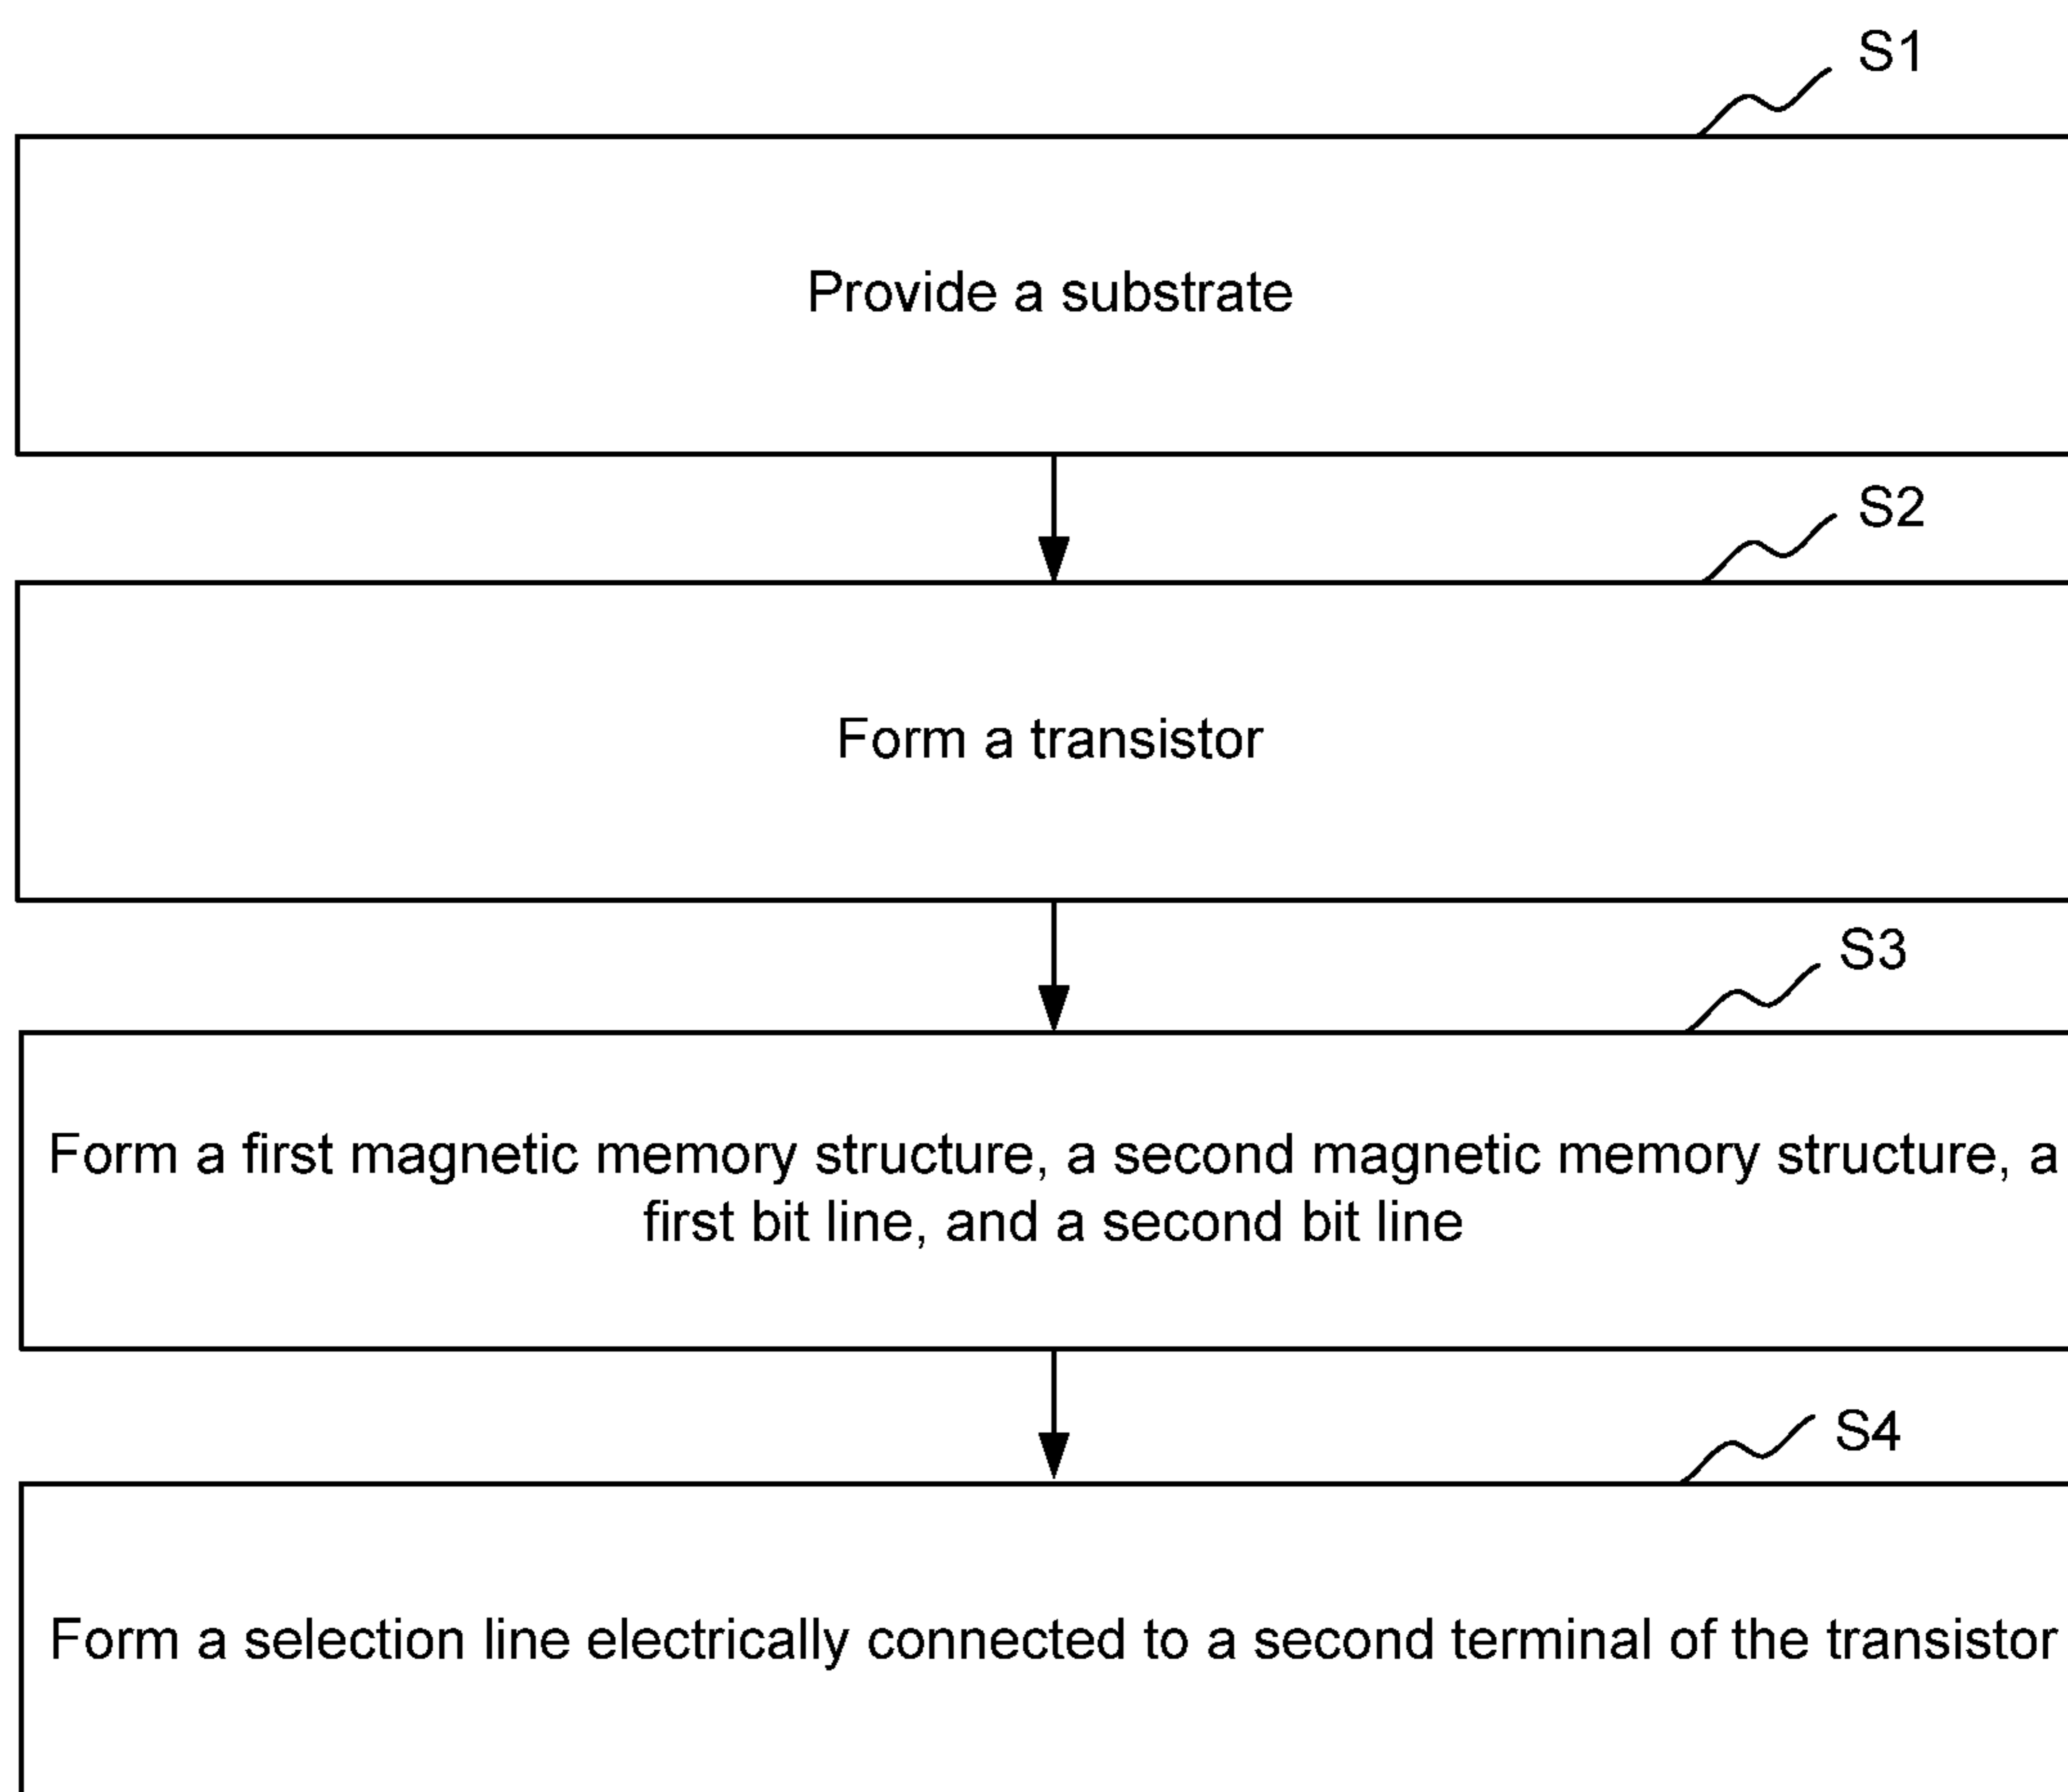 S1
Provide a substrate
S2
Form a transistor
S3
Form a first magnetic memory structure, a second magnetic memory structure, a
first bit line, and a second bit line
S4
Form a selection line electrically connected to a second terminal of the transistor